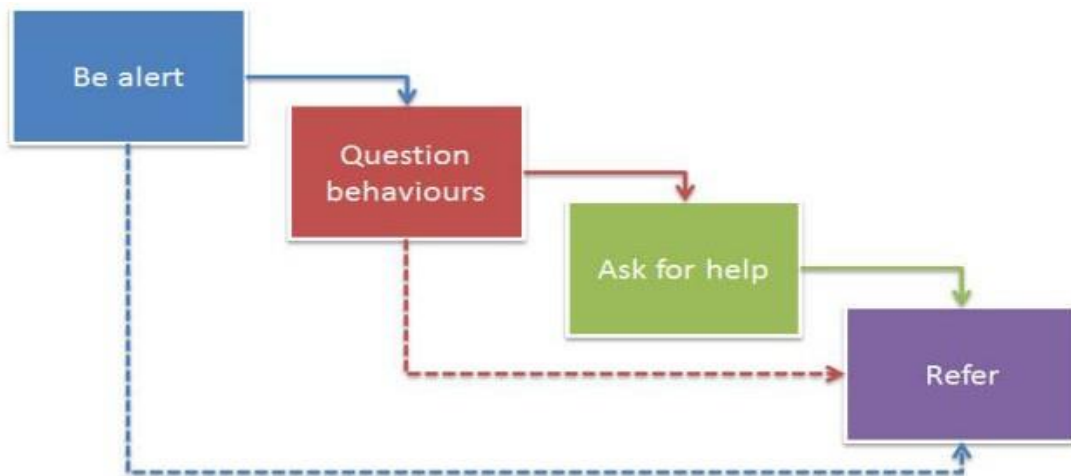 Be alert
Question
behaviours
Ask for help
Refer